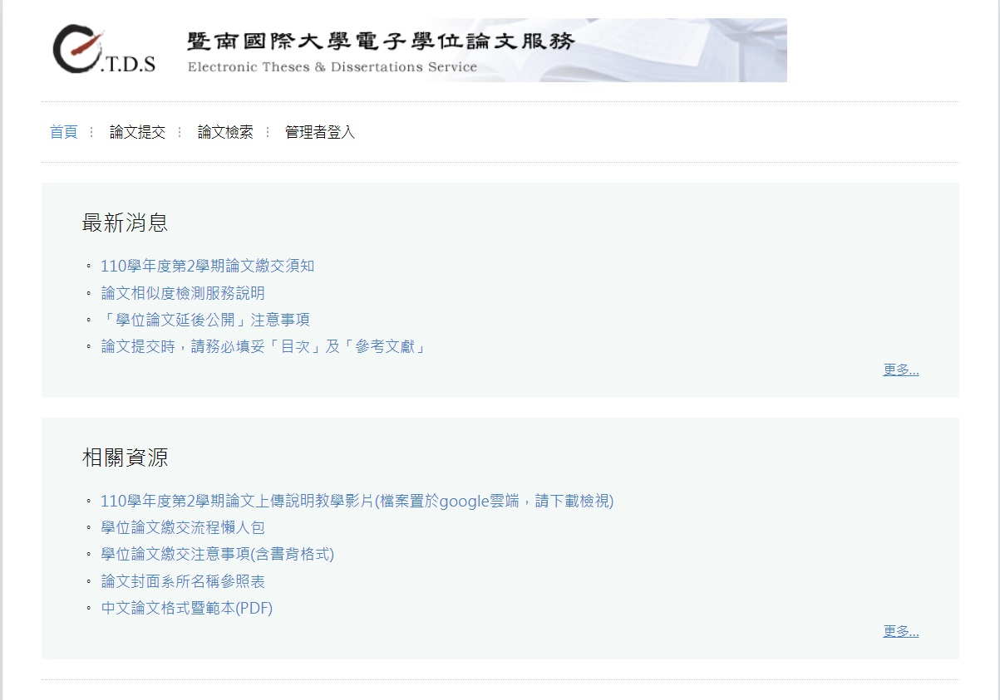 e.T.D.S
暨南國際大學電子學位論文服務
Electronic Theses & Dissertations Service
首頁 ⋮ 論文提交 ⋮ 論文檢索 ⋮ 管理者登入
最新消息
110學年度第2學期論文繳交須知
論文相似度檢測服務說明
「學位論文延後公開」注意事項
論文提交時，請務必填妥「目次」及「參考文獻」
更多...
相關資源
110學年度第2學期論文上傳說明教學影片(檔案置於google雲端，請下載檢視)
學位論文繳交流程懶人包
學位論文繳交注意事項(含書背格式)
論文封面系所名稱參照表
中文論文格式暨範本(PDF)
更多...